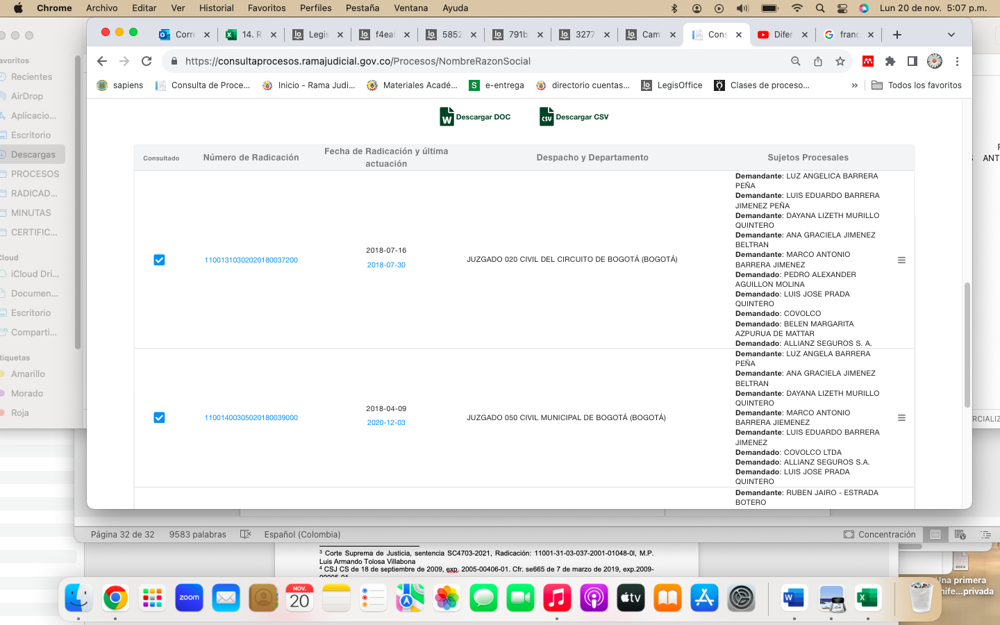 Chrome Archivo Editar Ver Historial Favoritos Perfiles Pestaña Ventana Ayuda Lun 20 de nov. 5:07 p.m.
Corre 14. R Legis f4eaf 5852 791b 3277 Cam Cons Difer franc
https://consultaprocesos.ramajudicial.gov.co/Procesos/NombreRazonSocial
sapiens Consulta de Proce... Inicio - Rama Judi... Materiales Acadé... e-entrega directorio cuentas... LegisOffice Clases de proceso... » Todos los favoritos
avoritos
Recientes
AirDrop
Aplicacio...
Escritorio
Descargas
PROCESOS
RADICAD...
MINUTAS
CERTIFIC...
Cloud
iCloud Dri...
Documen...
Escritorio
Comparti...
tiquetas
Amarillo
Morado
Roja
Descargar DOC Descargar CSV
Consultado Número de Radicación Fecha de Radicación y última actuación Despacho y Departamento Sujetos Procesales
11001310302020180037200
2018-07-16
2018-07-30
JUZGADO 020 CIVIL DEL CIRCUITO DE BOGOTÁ (BOGOTÁ)
Demandante: LUZ ANGELICA BARRERA
PEÑA
Demandante: LUIS EDUARDO BARRERA
JIMENEZ PEÑA
Demandante: DAYANA LIZETH MURILLO
QUINTERO
Demandante: ANA GRACIELA JIMENEZ
BELTRAN
Demandante: MARCO ANTONIO
BARRERA JIMENEZ
Demandado: PEDRO ALEXANDER
AGUILLON MOLINA
Demandado: LUIS JOSE PRADA
QUINTERO
Demandado: COVOLCO
Demandado: BELEN MARGARITA
AZPURUA DE MATTAR
Demandado: ALLIANZ SEGUROS S. A.
11001400305020180039000
2018-04-09
2020-12-03
JUZGADO 050 CIVIL MUNICIPAL DE BOGOTÁ (BOGOTÁ)
Demandante: LUZ ANGELA BARRERA
PEÑA
Demandante: ANA GRACIELA JIMENEZ
BELTRAN
Demandante: DAYANA LIZETH MURILLO
QUINTERO
Demandante: MARCO ANTONIO
BARRERA JIEMENEZ
Demandante: LUIS EDUARDO BARRERA
JIMENEZ
Demandado: COVOLCO LTDA
Demandado: ALLIANZ SEGUROS S.A.
Demandado: LUIS JOSE PRADA
QUINTERO
Demandante: RUBEN JAIRO - ESTRADA
BOTERO
ANT
RCIALIZ
Página 32 de 32 9583 palabras Español (Colombia) Concentración
3 Corte Suprema de Justicia, sentencia SC4703-2021, Radicación: 11001-31-03-037-2001-01048-0I, M.P.
Luis Armando Tolosa Villabona
4 CSJ CS de 18 de septiembre de 2009, exp. 2005-00406-01. Cfr. se665 de 7 de marzo de 2019, exp.2009-
DOCX
Una primera
nife...privada
zoom
NOV.
20
tv